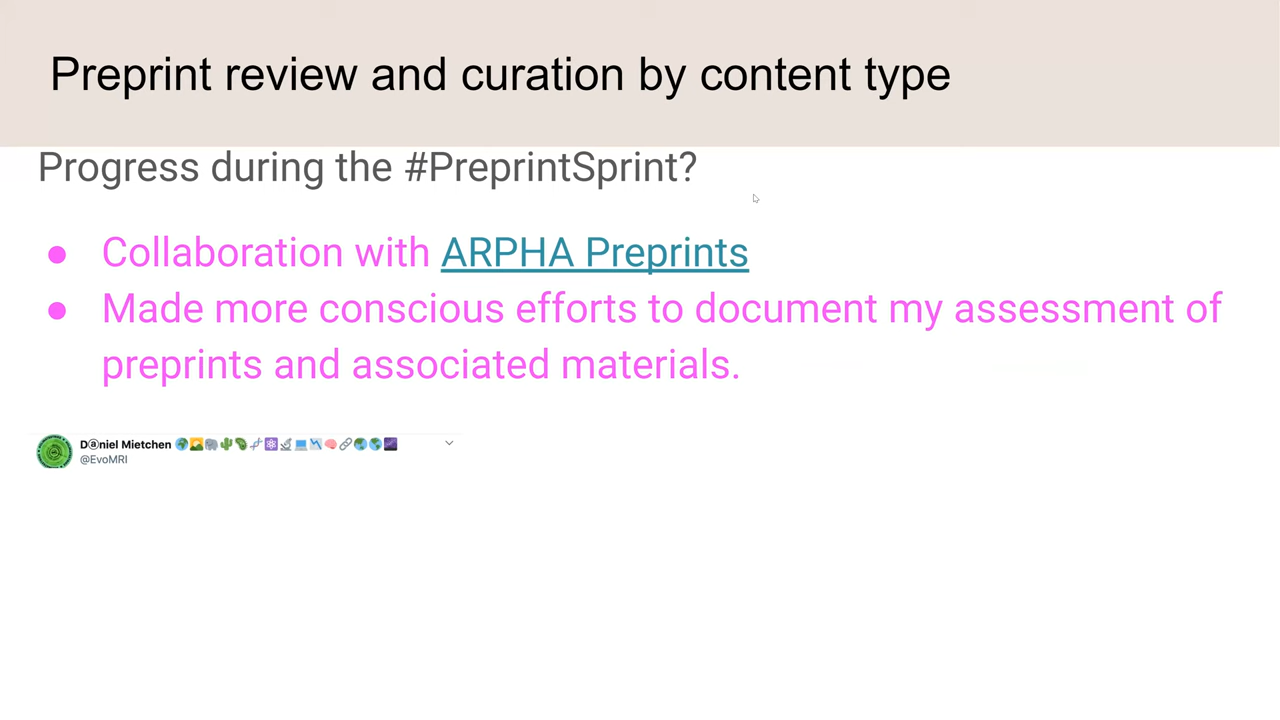 Preprint review and curation by content type
Progress during the #PreprintSprint?
● Collaboration with ARPHA Preprints
● Made more conscious efforts to document my assessment of
preprints and associated materials.
Dⓐniel Mietchen
@EvoMRI